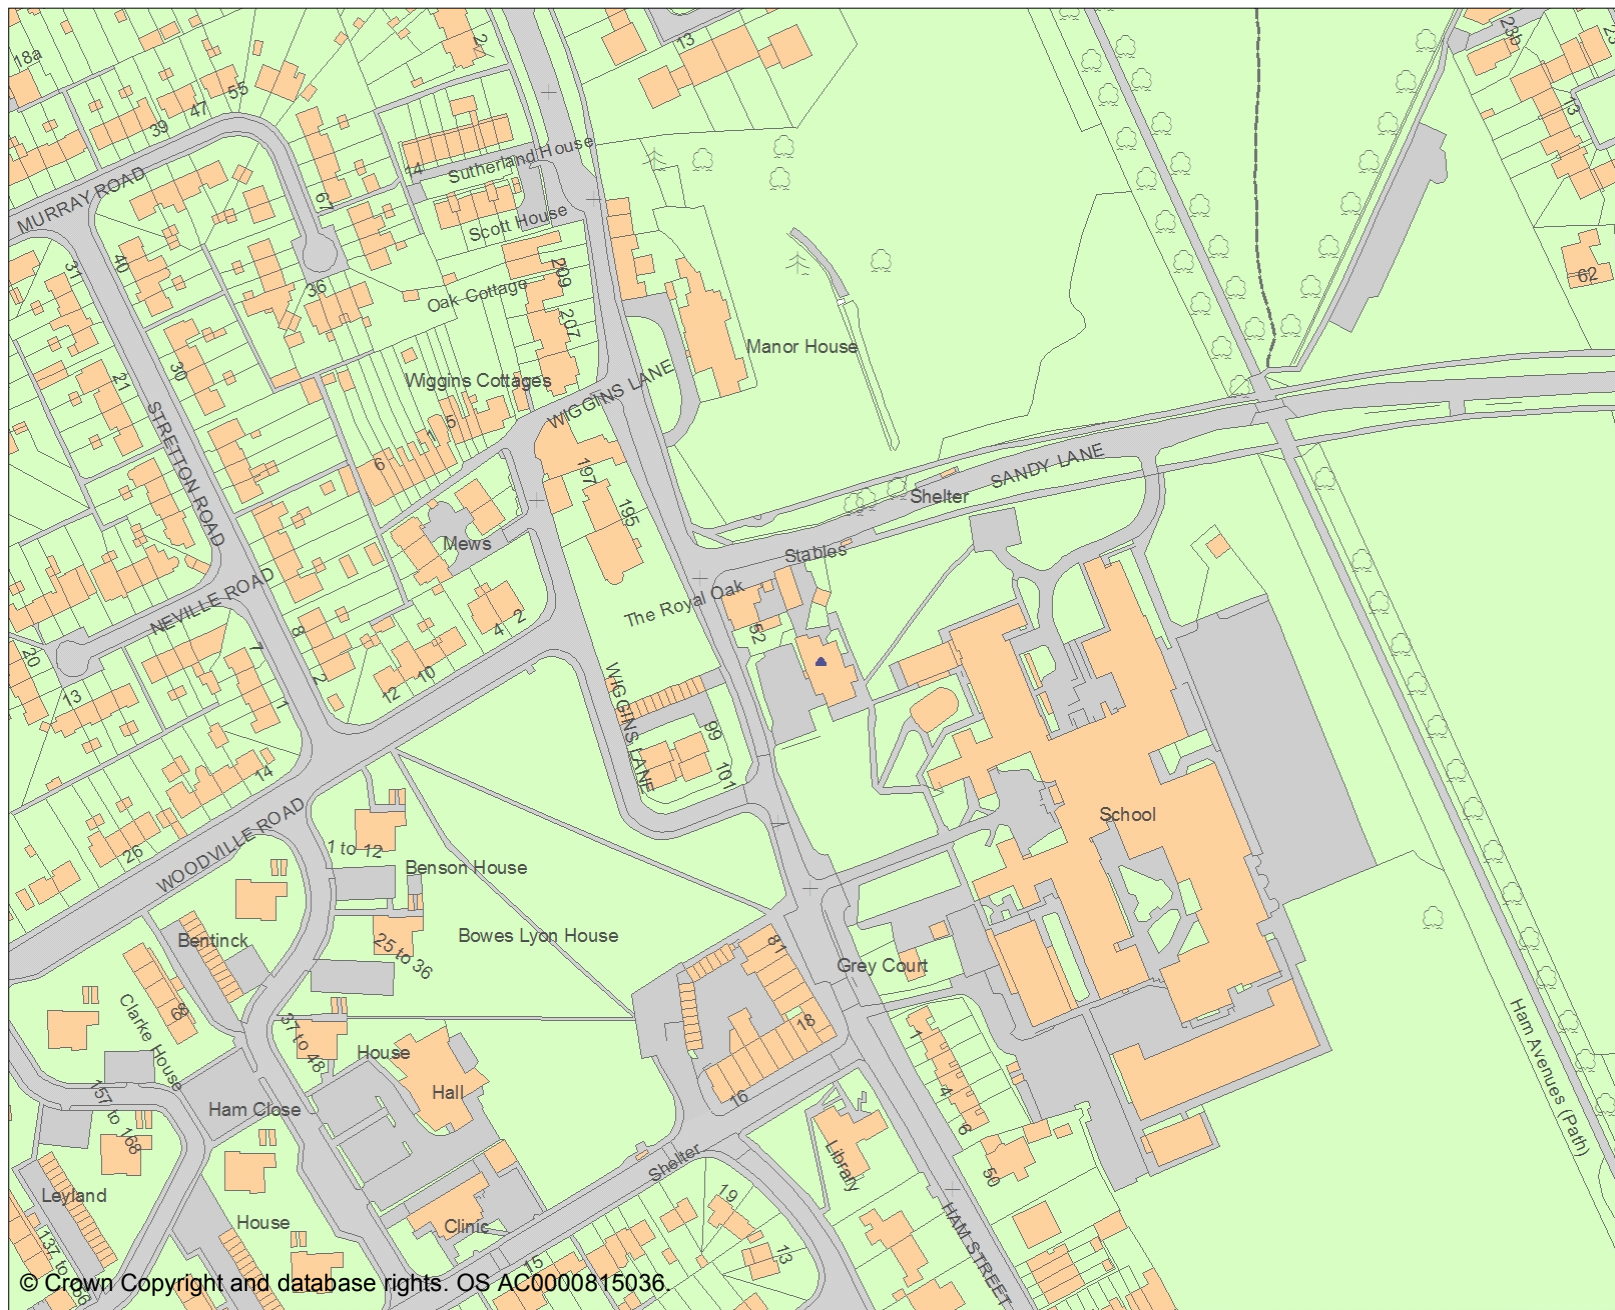 18a
39
47
55
2
13
23b
13
MURRAY ROAD
67
14
Sutherland House
Scott House
31
40
36
Oak Cottage
209
207
62
Manor House
21
30
Wiggins Cottages
WIGGINS LANE
STRETTON ROAD
1
5
6
197
195
SANDY LANE
Shelter
Mews
Stables
NEVILLE ROAD
The Royal Oak
52
8
7
4
2
20
13
2
1
12
10
WIGGINS LANE
99
101
14
School
WOODVILLE ROAD
26
1 to 12
Benson House
Bentinck
25 to 36
Bowes Lyon House
81
Grey Court
Clarke House
68
37 to 48
House
Hall
18
16
1
4
6
Ham Avenues (Path)
157 to 168
Ham Close
Shelter
Library
50
Leyland
House
Clinic
19
13
15
HAM STREET
© Crown Copyright and database rights. OS AC0000815036.